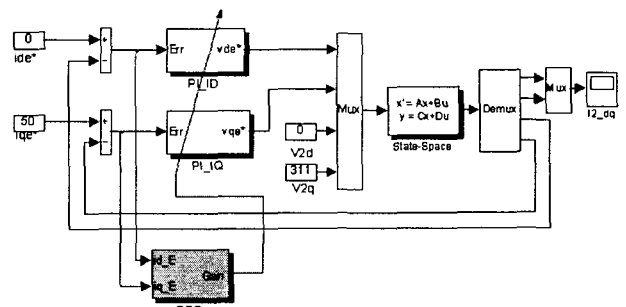 0
Ide*
+
-
Err
vde*
PI_ID
50
Iqe*
+
-
Err
vqe*
PI_IQ
0
V2d
311
V2q
Mux
x' = Ax+Bu
y = Cx+Du
State-Space
Demux
Mux
I2_dq
id_E
iq_E
Gain